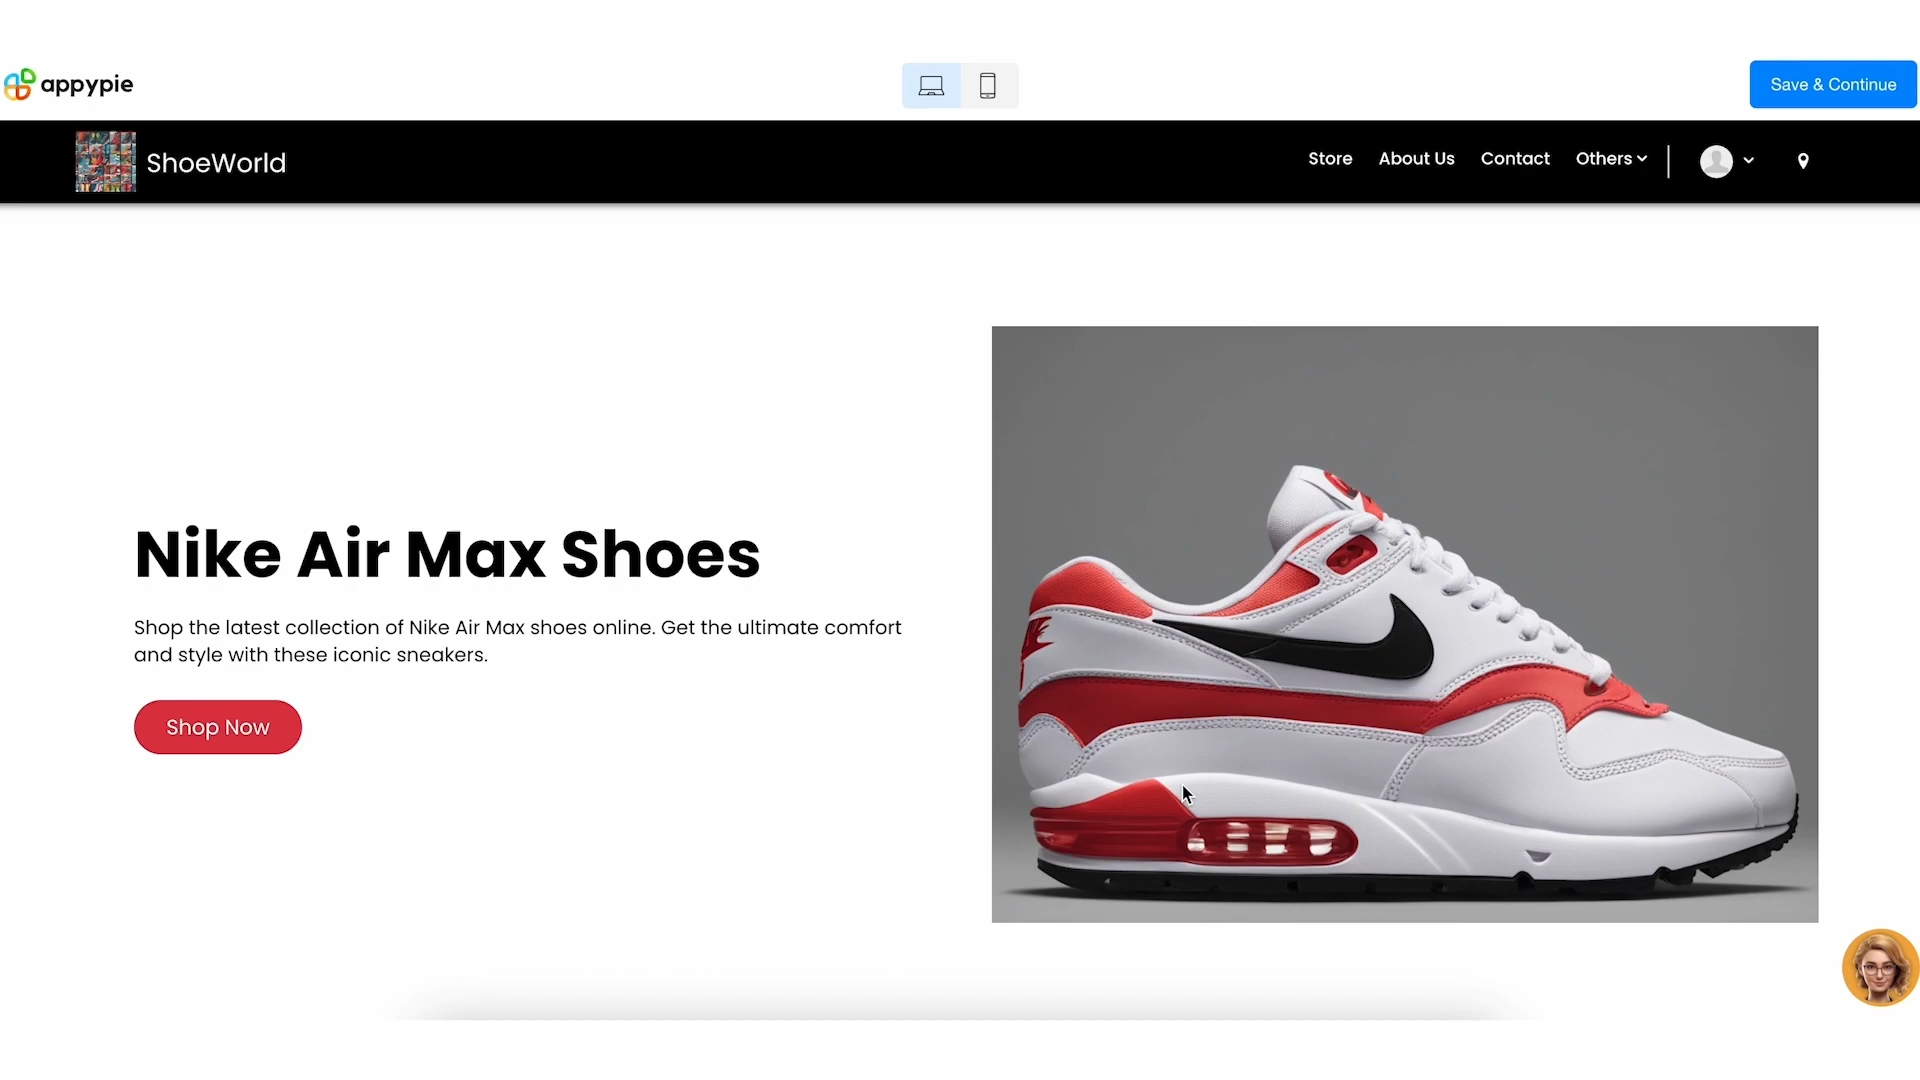 appypie
Save & Continue
ShoeWorld
Store About Us Contact Others
Nike Air Max Shoes
Shop the latest collection of Nike Air Max shoes online. Get the ultimate comfort
and style with these iconic sneakers.
Shop Now